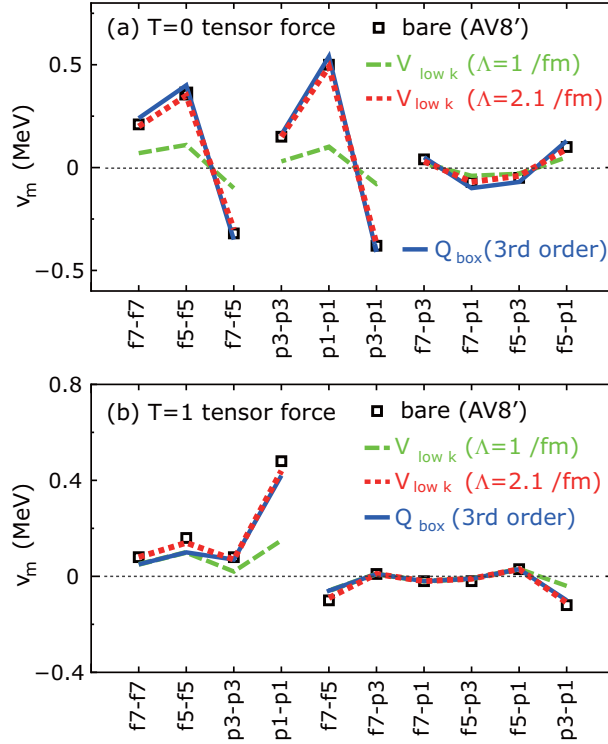 (a) T=0 tensor force
bare (AV8')
V low k (Λ=1 /fm)
V low k (Λ=2.1 /fm)
0.5
0
−0.5
v m (MeV)
Q box (3rd order)
f7-f7
f5-f5
f7-f5
p3-p3
p1-p1
p3-p1
f7-p3
f7-p1
f5-p3
f5-p1
0.8
(b) T=1 tensor force
bare (AV8')
V low k (Λ=1 /fm)
V low k (Λ=2.1 /fm)
Q box (3rd order)
0.4
0
−0.4
v m (MeV)
f7-f7
f5-f5
p3-p3
p1-p1
f7-f5
f7-p3
f7-p1
f5-p3
f5-p1
p3-p1